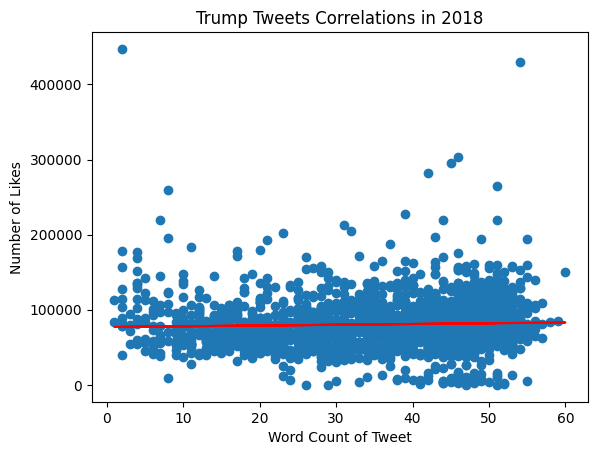 Trump Tweets Correlations in 2018
Number of Likes
400000
300000
200000
100000
0
0 10 20 30 40 50 60
Word Count of Tweet